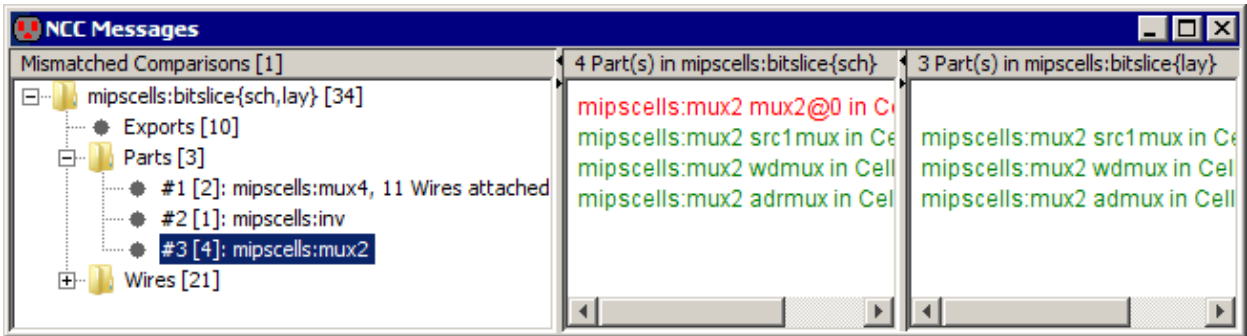 NCC Messages
Mismatched Comparisons [1]
mipscells:bitslice{sch,lay} [34]
Exports [10]
Parts [3]
#1 [2]: mipscells:mux4, 11 Wires attached
#2 [1]: mipscells:inv
#3 [4]: mipscells:mux2
Wires [21]
4 Part(s) in mipscells:bitslice{sch}
mipscells:mux2 mux2@0 in
mipscells:mux2 src1mux in
mipscells:mux2 wdmux in Cell
mipscells:mux2 adrmux in Cel
3 Part(s) in mipscells:bitslice{lay}
mipscells:mux2 src1mux in
mipscells:mux2 wdmux in Cel
mipscells:mux2 admux in Cell